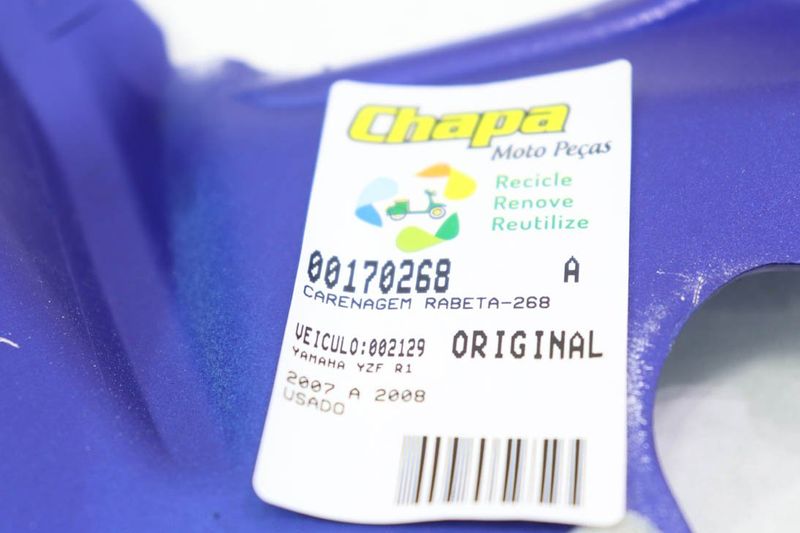 Chapa
Moto Peças
Recicle
Renove
Reutilize
00170268 A
CARENAGEM RABETA-268
VEICULO:002129 ORIGINAL
YAMAHA YZF R1
2007 A 2008
USADO